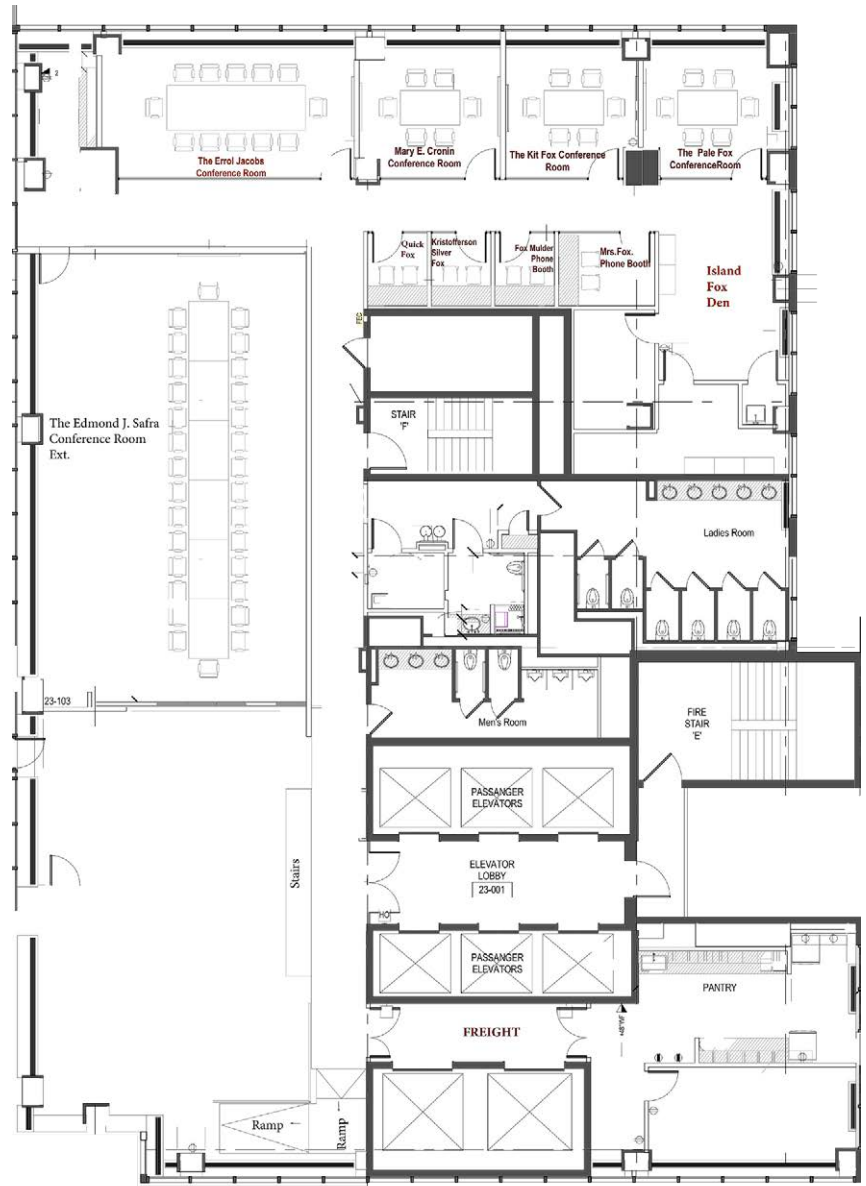 2
The Errol Jacobs
Conference Room
Mary E. Cronin
Conference Room
The Kit Fox Conference
Room
The Pale Fox
ConferenceRoom
Quick
Fox
Kristofferson
Silver
Fox
Fox Mulder
Phone
Booth
Mrs.Fox.
Phone Booth
Island
Fox
Den
FEC
STAIR
'F'
The Edmond J. Safra
Conference Room
Ext.
Ladies Room
23-103
Men's Room
FIRE
STAIR
'E'
PASSANGER
ELEVATORS
Stairs
ELEVATOR
LOBBY
23-001
HO
PASSANGER
ELEVATORS
PANTRY
FREIGHT
Ramp
Ramp